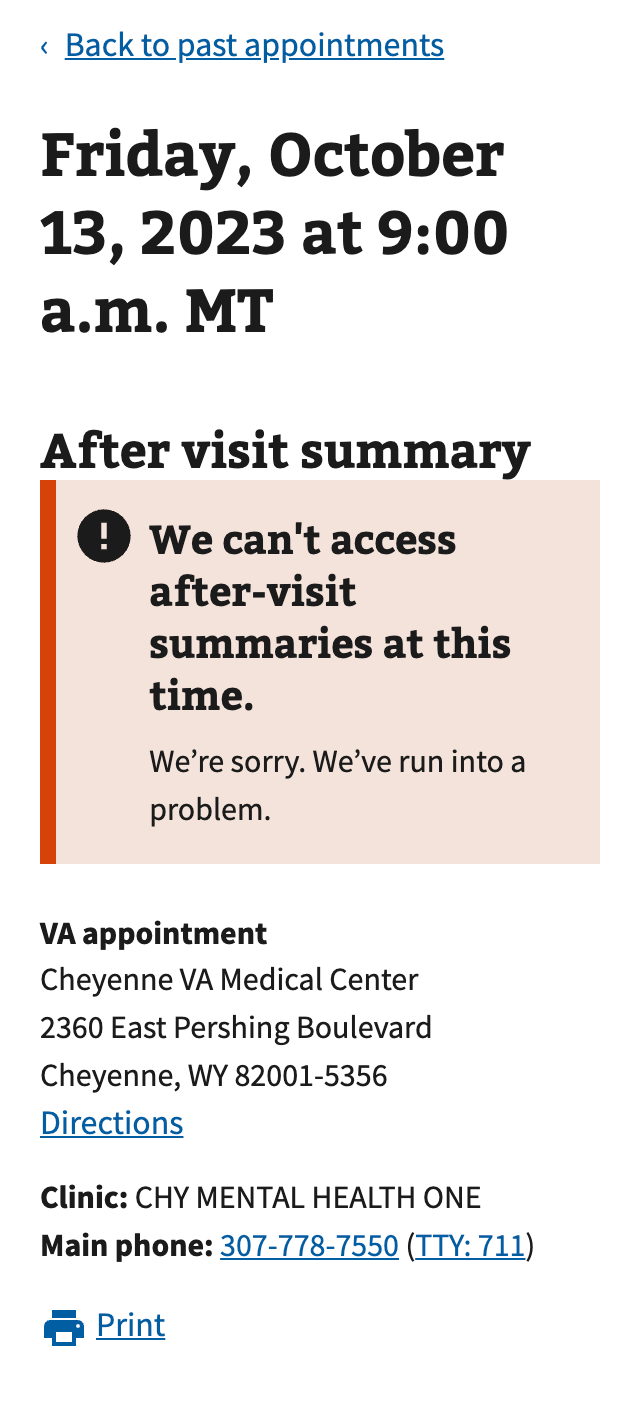 ‹ Back to past appointments
Friday, October
13, 2023 at 9:00
a.m. MT
After visit summary
We can't access
after-visit
summaries at this
time.
We’re sorry. We’ve run into a
problem.
VA appointment
Cheyenne VA Medical Center
2360 East Pershing Boulevard
Cheyenne, WY 82001-5356
Directions
Clinic: CHY MENTAL HEALTH ONE
Main phone: 307-778-7550 (TTY: 711)
Print